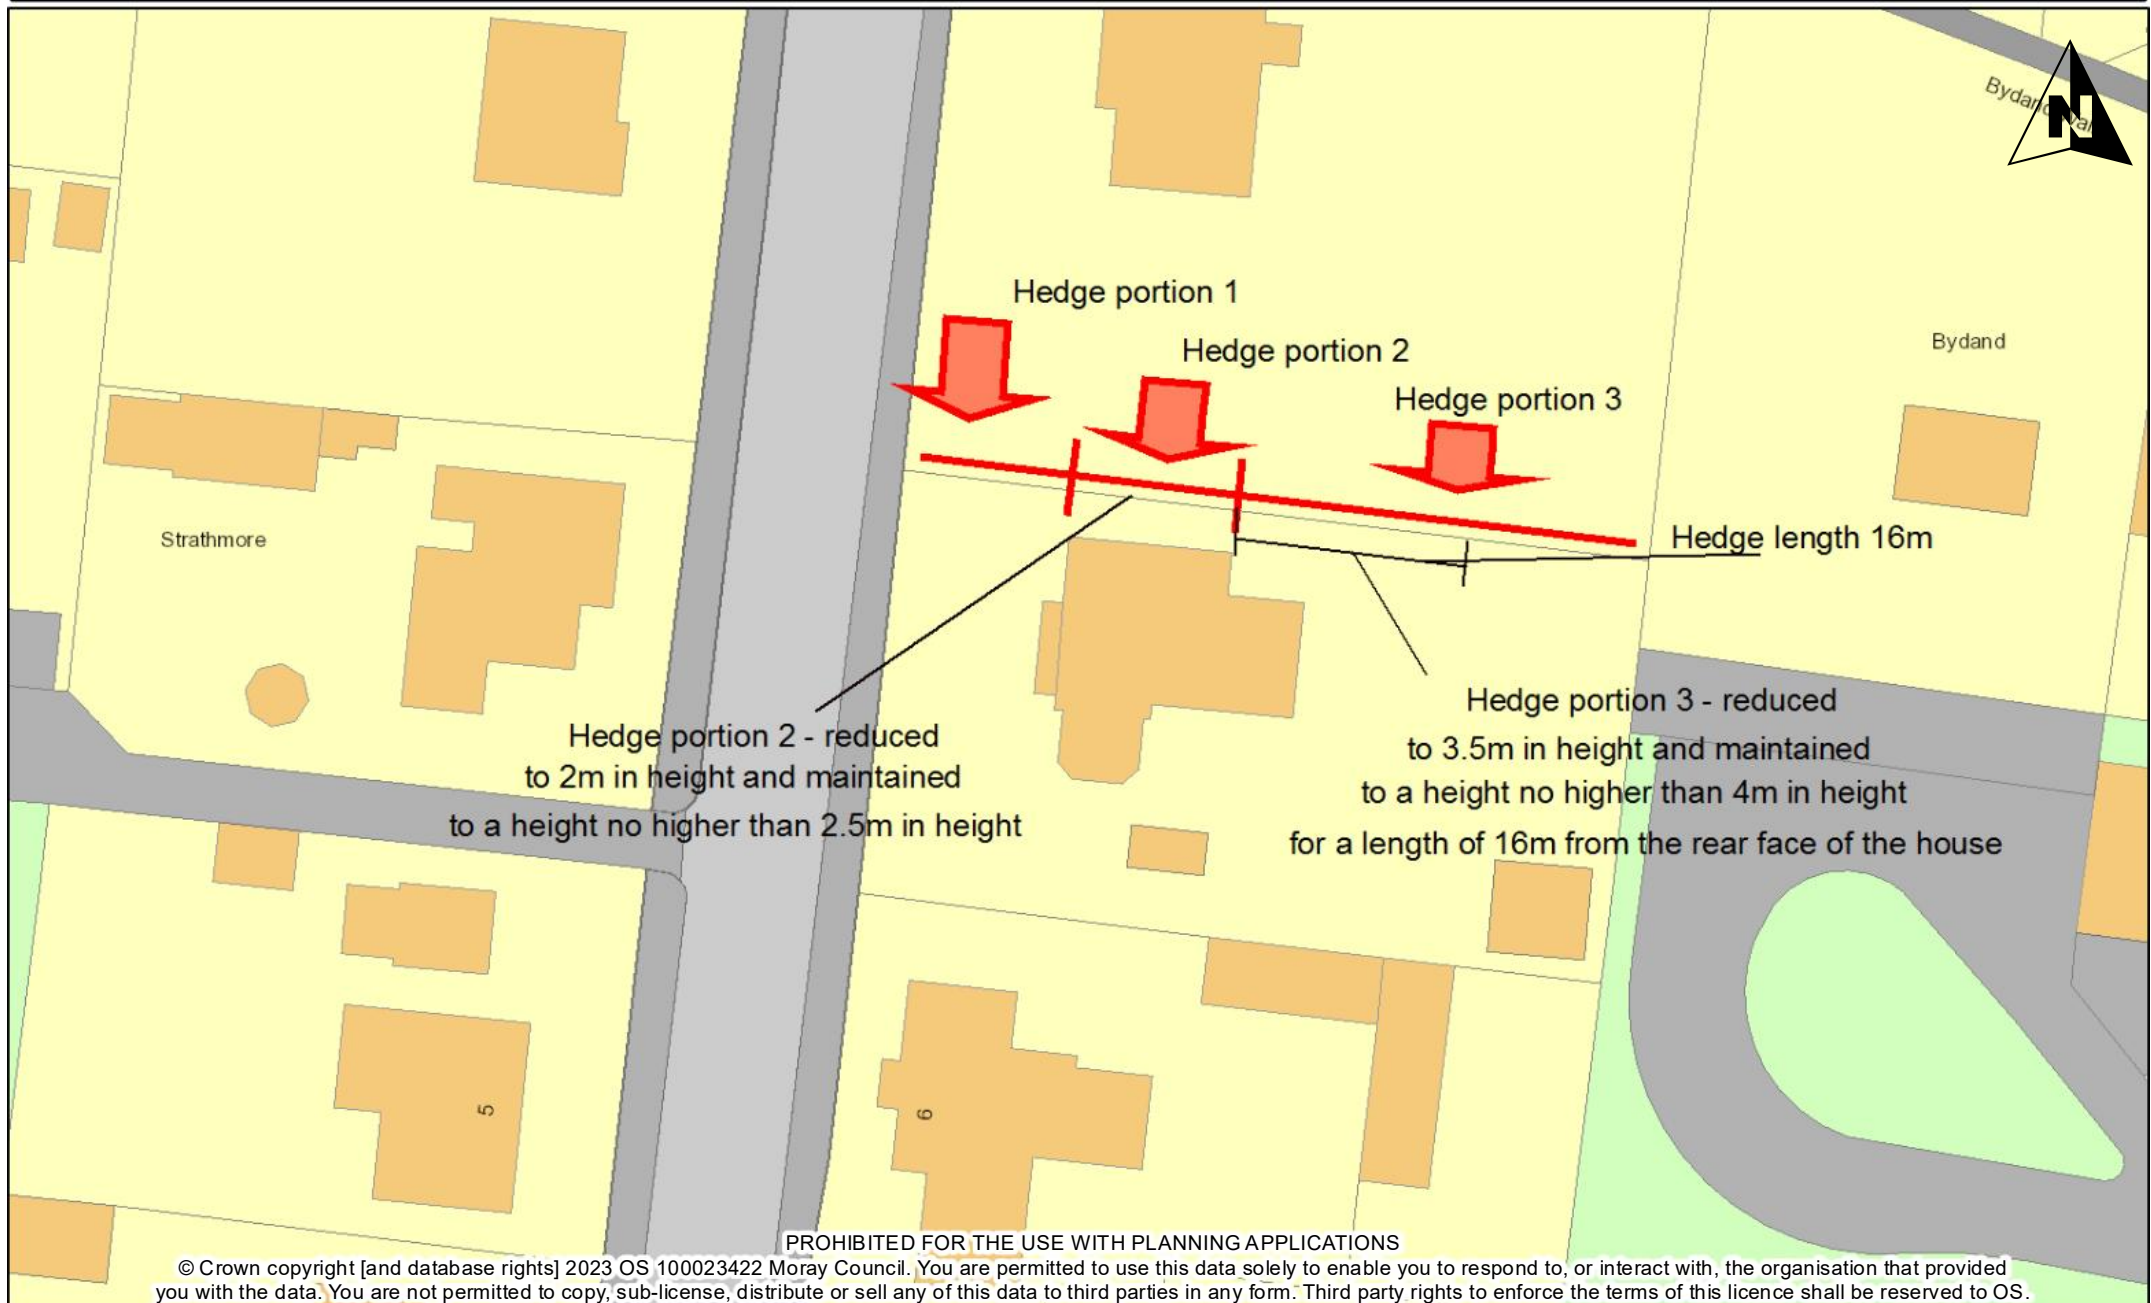 Bydand
N
Hedge portion 1
Hedge portion 2
Hedge portion 3
Bydand
Hedge length 16m
Strathmore
Hedge portion 3 - reduced
to 3.5m in height and maintained
to a height no higher than 4m in height
for a length of 16m from the rear face of the house
Hedge portion 2 - reduced
to 2m in height and maintained
to a height no higher than 2.5m in height
5
6
PROHIBITED FOR THE USE WITH PLANNING APPLICATIONS
© Crown copyright [and database rights] 2023 OS 100023422 Moray Council. You are permitted to use this data solely to enable you to respond to, or interact with, the organisation that provided
you with the data. You are not permitted to copy, sub-license, distribute or sell any of this data to third parties in any form. Third party rights to enforce the terms of this licence shall be reserved to OS.